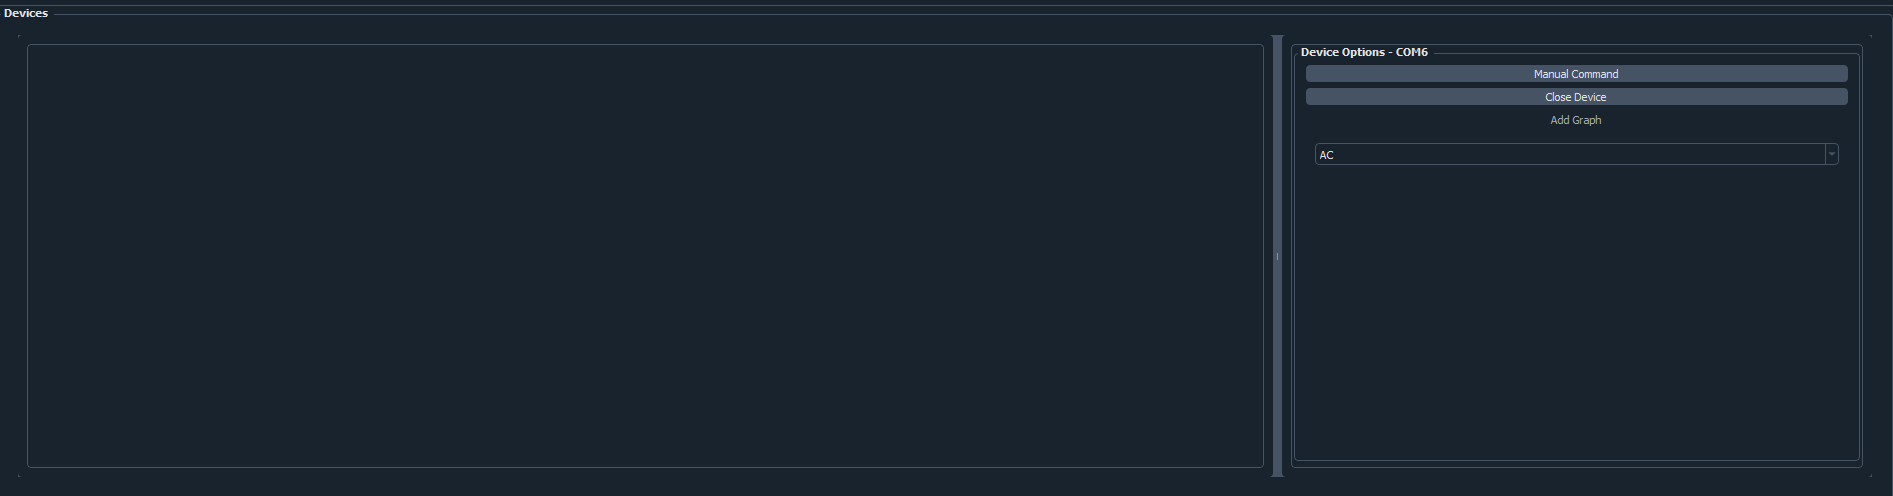 Devices
Device Options - COM6
Manual Command
Close Device
Add Graph
AC